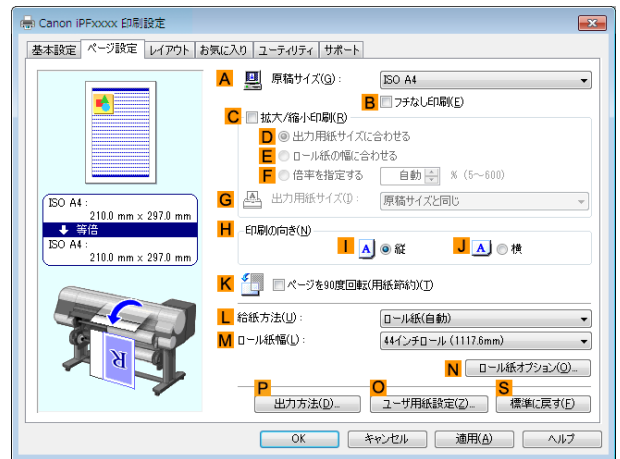 Canon iPFxxxx 印刷設定
基本設定 ページ設定 レイアウト お気に入り ユーティリティ サポート
A 原稿サイズ(G): ISO A4
B フチなし印刷(E)
C 拡大/縮小印刷(R)
D 出力用紙サイズに合わせる
E ロール紙の幅に合わせる
F 倍率を指定する 自動 % (5～600)
G A 出力用紙サイズ(I): 原稿サイズと同じ
ISO A4 :
210.0 mm x 297.0 mm
等倍
ISO A4 :
210.0 mm x 297.0 mm
H 印刷の向き(N)
I A 縦 J A 横
K ページを90度回転(用紙節約)(T)
L 給紙方法(U): ロール紙(自動)
M ロール紙幅(L): 44インチロール (1117.6mm)
R
N ロール紙オプション(O)...
P O S
出力方法(D)... ユーザ用紙設定(Z)... 標準に戻す(F)
OK キャンセル 適用(A) ヘルプ